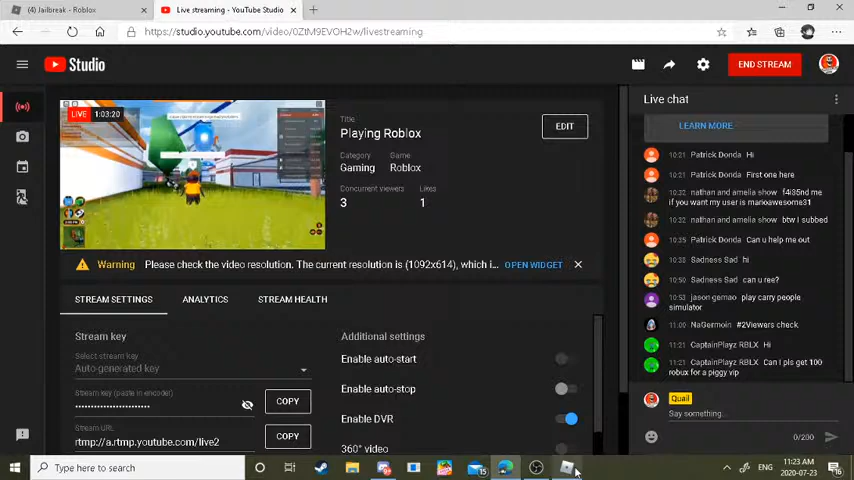 (4) Jailbreak - Roblox
Live streaming - YouTube Studio
https://studio.youtube.com/video/0ZtM9EVOH2w/livestreaming
Studio
END STREAM
LIVE 1:03:20
Title
Playing Roblox
EDIT
Category
Game
Gaming
Roblox
Concurrent viewers
Likes
3
1
Warning Please check the video resolution. The current resolution is (1092x614), which i... OPEN WIDGET
STREAM SETTINGS
ANALYTICS
STREAM HEALTH
Stream key
Select stream key
Auto-generated key
Stream key (paste in encoder)
COPY
Stream URL
rtmp://a.rtmp.youtube.com/live2
COPY
Additional settings
Enable auto-start
Enable auto-stop
Enable DVR
360° video
Live chat
LEARN MORE
10:21 Patrick Donda Hi
10:21 Patrick Donda First one here
10:32 nathan and amelia show f4i35nd me
if you want my user is marioawesome31
10:32 nathan and amelia show btw I subbed
10:35 Patrick Donda Can u help me out
10:38 Sadness Sad hi
10:50 Sadness Sad can u ree?
10:53 jason gemao play carry people
simulator
11:09 NaGermoin #2Viewers check
11:21 CaptainPlayz RBLX Hi
11:21 CaptainPlayz RBLX Can I pls get 100
robux for a piggy vip
Quail
Say something...
0/200
Type here to search
15
ENG
11:23 AM
2020-07-23
16